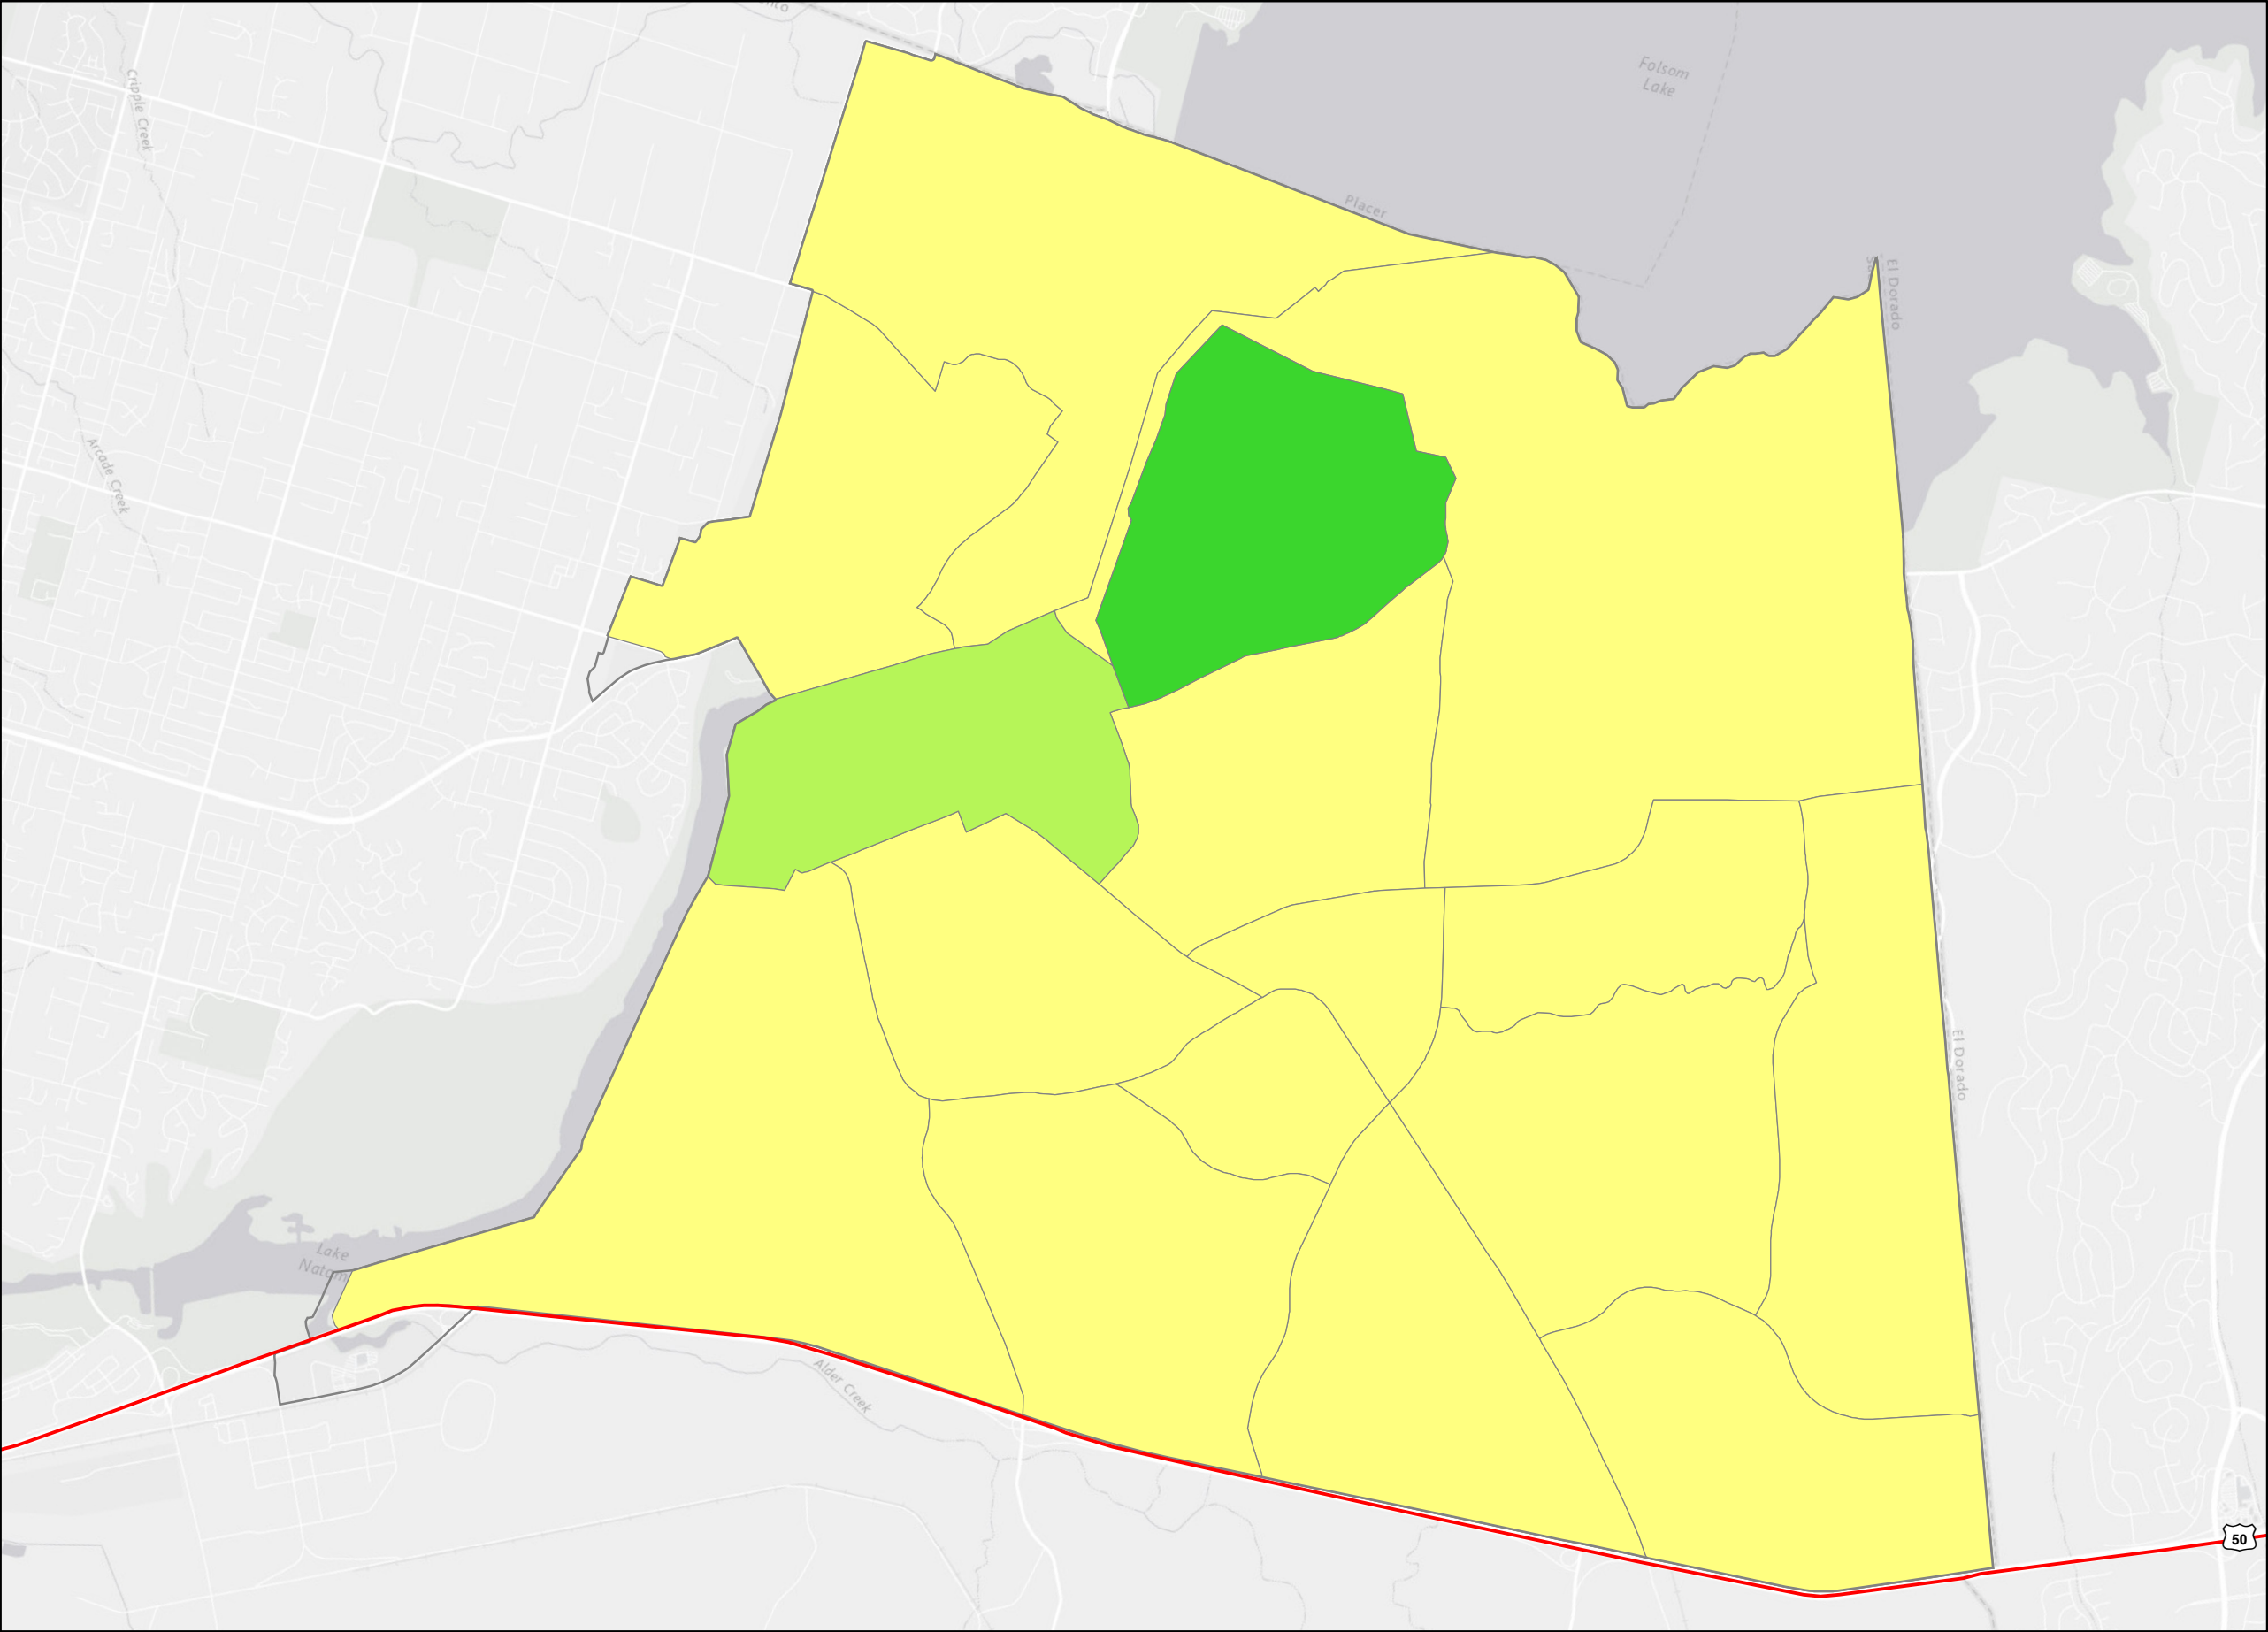 Folsom
Lake
Cripple Creek
Placer
El Dorado
Arcade Creek
El Dorado
Lake
Natom
Alder Creek
50